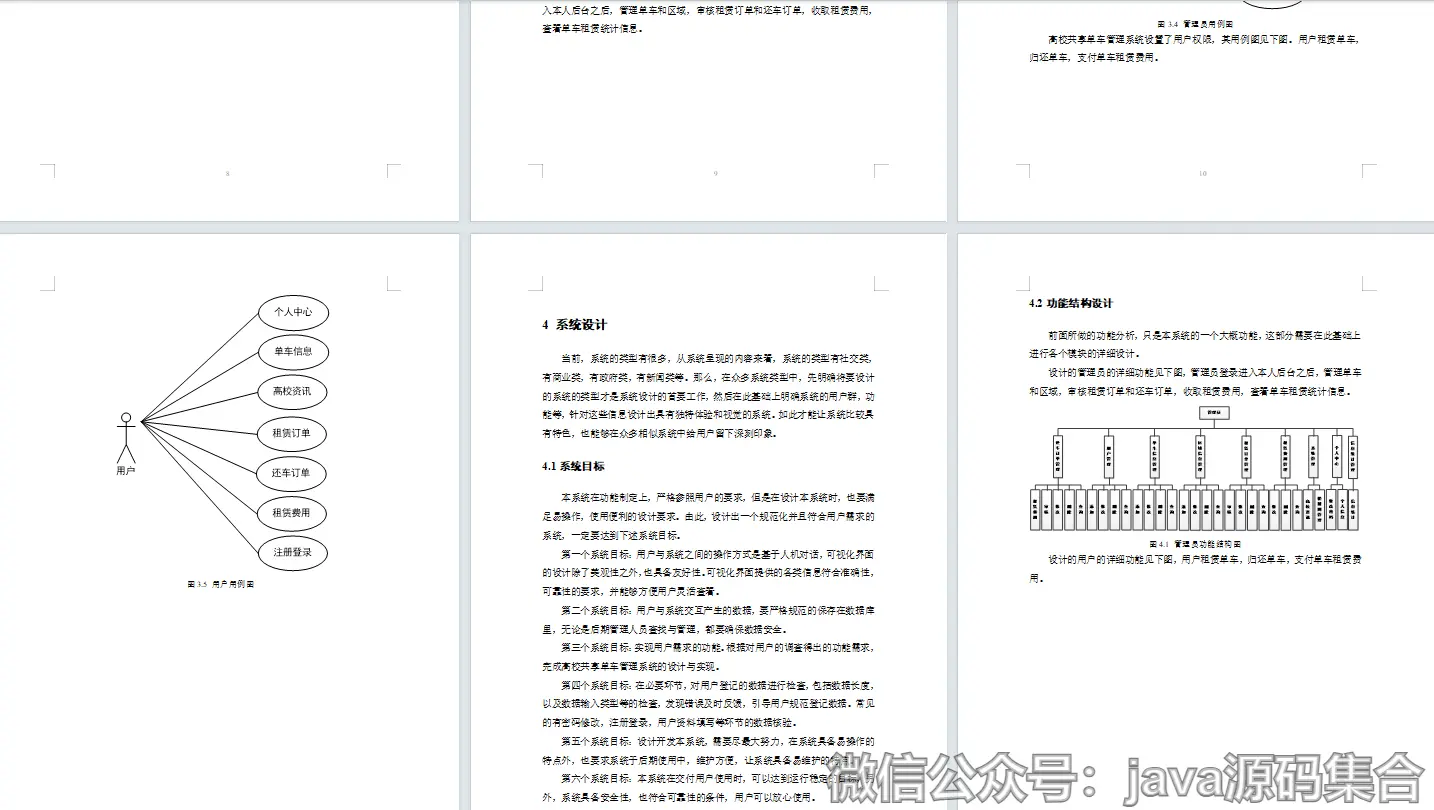 入本人后台之后，管理单车和区域，审核租赁订单和还车订单，收取租赁费用，
查看单车租赁统计信息。
图 3.4 管理员用例图
高校共享单车管理系统设置了用户权限，其用例图见下图。用户租赁单车，
归还单车，支付单车租赁费用。
8
9
10
个人中心
单车信息
高校资讯
租赁订单
还车订单
租赁费用
注册登录
用户
图 3.5 用户用例图
4 系统设计
当前，系统的类型有很多，从系统呈现的内容来看，系统的类型有社交类，
有商业类，有政府类，有新闻类等。那么，在众多系统类型中，先明确将要设计
的系统的类型才是系统设计的首要工作，然后在此基础上明确系统的用户群，功
能等，针对这些信息设计出具有独特体验和视觉的系统。如此才能让系统比较具
有特色，也能够在众多相似系统中给用户留下深刻印象。
4.1 系统目标
本系统在功能制定上，严格参照用户的要求，但是在设计本系统时，也要满
足易操作，使用便利的设计要求。由此，设计出一个规范化并且符合用户需求的
系统，一定要达到下述系统目标。
第一个系统目标：用户与系统之间的操作方式是基于人机对话，可视化界面
的设计除了美观性之外，也具备友好性。可视化界面提供的各类信息符合准确性，
可靠性的要求，并能够方便用户灵活查看。
第二个系统目标：用户与系统交互产生的数据，要严格规范的保存在数据库
里，无论是后期管理人员查找与管理，都要确保数据安全。
第三个系统目标：实现用户需求的功能。根据对用户的调查得出的功能需求，
完成高校共享单车管理系统的设计与实现。
第四个系统目标：在必要环节，对用户登记的数据进行检查，包括数据长度，
以及数据输入类型等的检查，发现错误及时反馈，引导用户规范登记数据。常见
的有密码修改，注册登录，用户资料填写等环节的数据核验。
第五个系统目标：设计开发本系统，需要尽最大努力，在系统具备易操作的
特点外，也要求系统于后期使用中，维护方便，让系统具备易维护的特点。
第六个系统目标：本系统在交付用户使用时，可以达到运行稳定的目标，另
外，系统具备安全性，也符合可靠性的条件，用户可以放心使用。
4.2 功能结构设计
前面所做的功能分析，只是本系统的一个大概功能，这部分需要在此基础上
进行各个模块的详细设计。
设计的管理员的详细功能见下图，管理员登录进入本人后台之后，管理单车
和区域，审核租赁订单和还车订单，收取租赁费用，查看单车租赁统计信息。
管理员
图 4.1 管理员功能结构图
设计的用户的详细功能见下图，用户租赁单车，归还单车，支付单车租赁费
用。
微信公众号：java源码集合